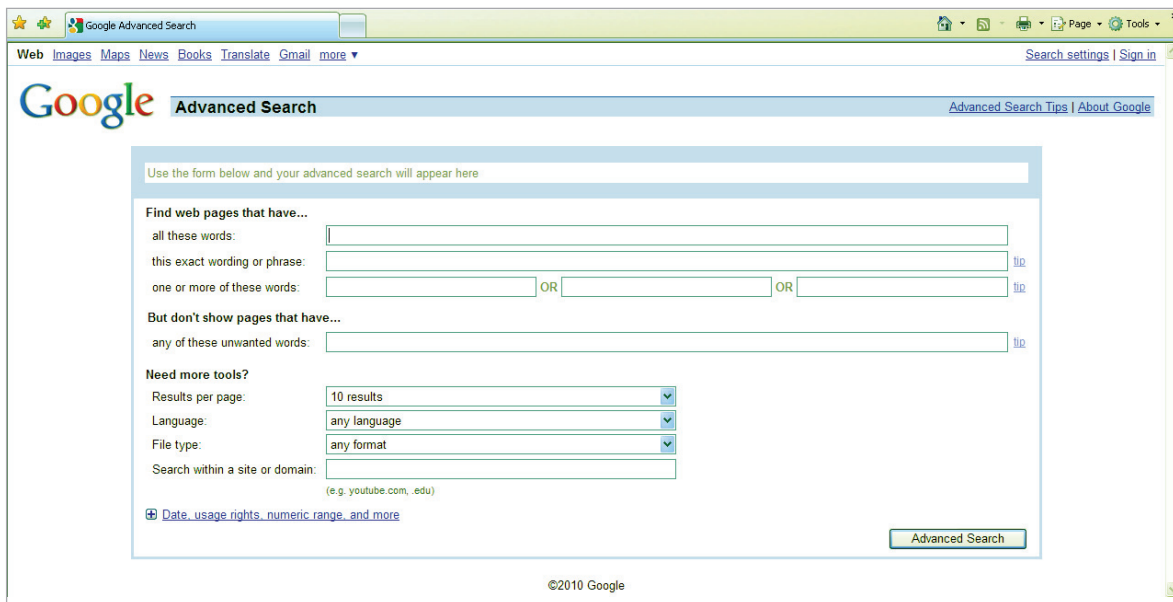 Google Advanced Search
Page
Tools
Web Images Maps News Books Translate Gmail more ▼
Search settings | Sign in
Google
Advanced Search
Advanced Search Tips | About Google
Use the form below and your advanced search will appear here
Find web pages that have...
all these words:
this exact wording or phrase: tip
one or more of these words: OR OR tip
But don't show pages that have...
any of these unwanted words: tip
Need more tools?
Results per page: 10 results
Language: any language
File type: any format
Search within a site or domain:
(e.g. youtube.com, .edu)
Date, usage rights, numeric range, and more
Advanced Search
©2010 Google